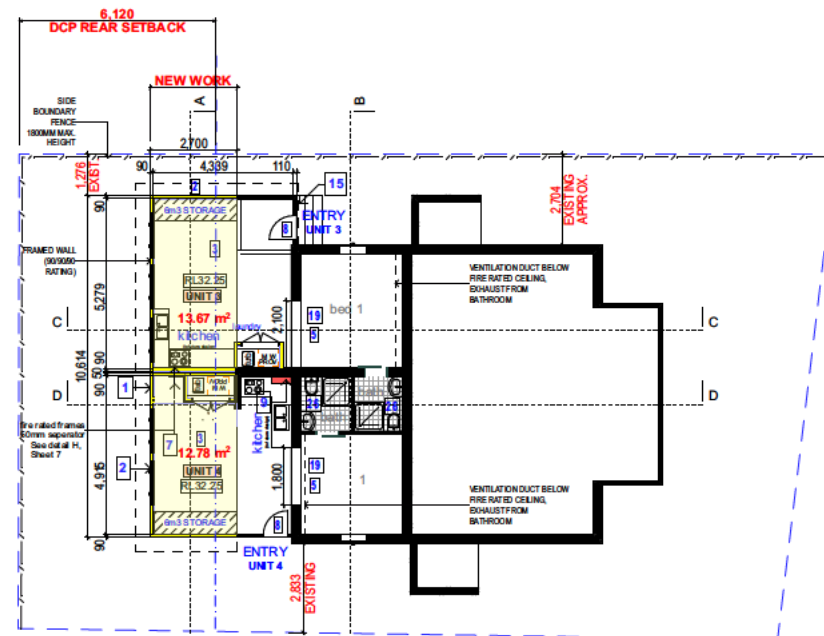 6,120
DCP REAR SETBACK
NEW WORK
A
B
SIDE
BOUNDARY
FENCE
1800MM MAX.
HEIGHT
2,700
90
4,339
110
1,276
EXIST
2
15
ENTRY
UNIT 3
8
2,704
EXISTING
APPROX.
90
6m3 STORAGE
3
FRAMED WALL
(90/90/90
RATING)
RL32.25
UNIT 3
13.67 m²
kitchen
laundry
5,279
2,100
bed 1
19
5
VENTILATION DUCT BELOW
FIRE RATED CEILING,
EXHAUST FROM
BATHROOM
C
C
10,614
90
50
90
D
D
1
fire rated frames
50mm seperator
See detail H,
Sheet 7
7
3
9
26
26
12.78 m²
UNIT 4
RL32.25
kitchen
2
4,915
1,800
19
5
1
VENTILATION DUCT BELOW
FIRE RATED CEILING,
EXHAUST FROM
BATHROOM
6m3 STORAGE
8
90
ENTRY
UNIT 4
2,833
EXISTING